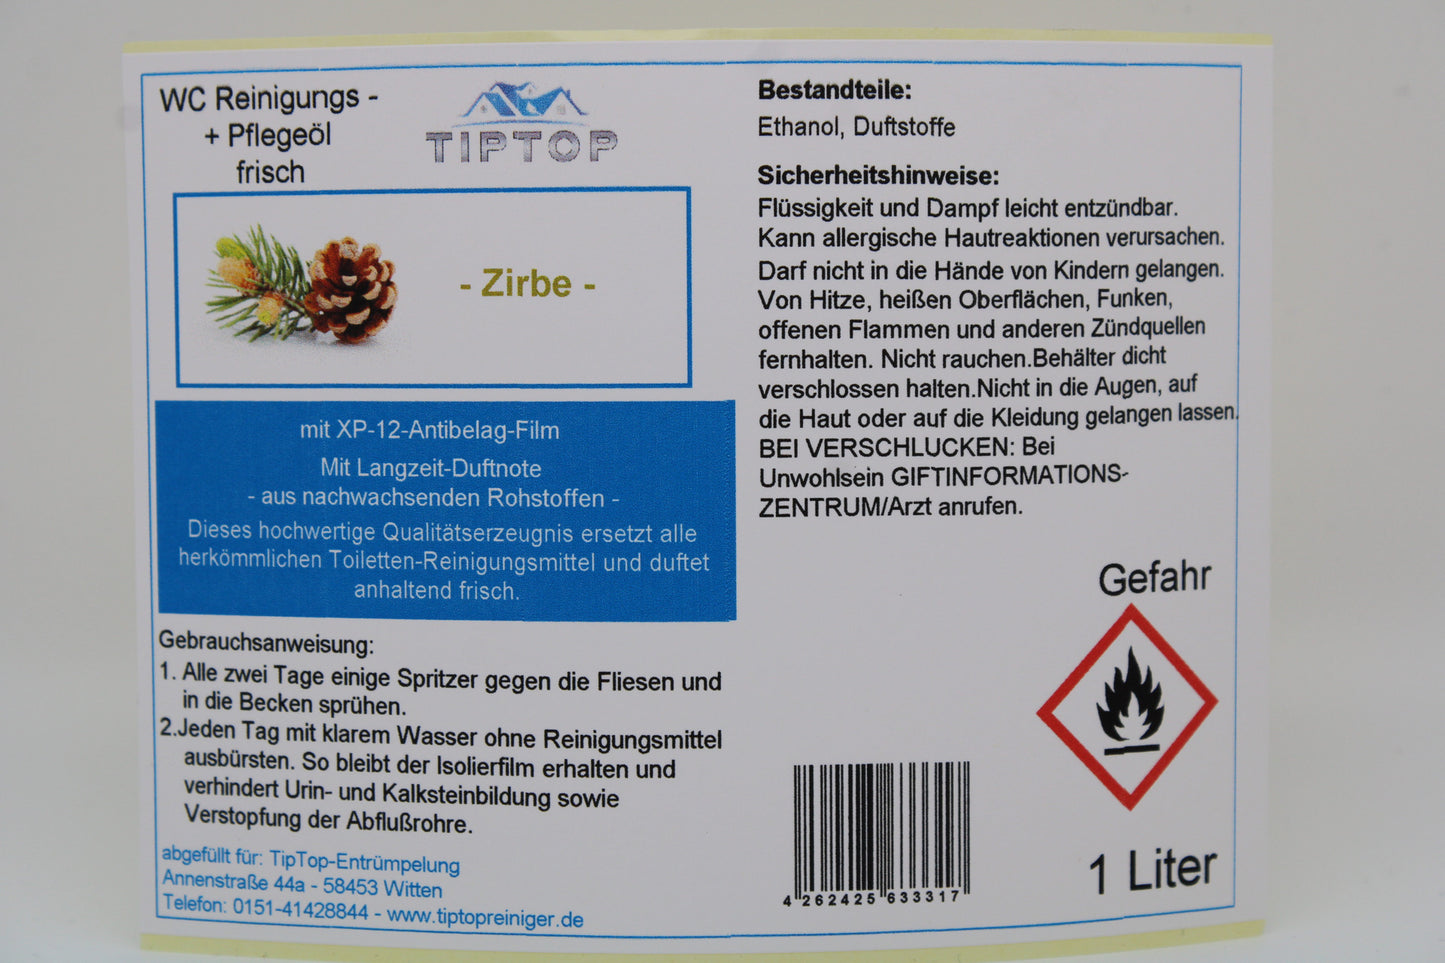 WC Reinigungs -
+ Pflegeöl
frisch
TIPTOP
- Zirbe -
mit XP-12-Antibelag-Film
Mit Langzeit-Duftnote
- aus nachwachsenden Rohstoffen -
Dieses hochwertige Qualitätserzeugnis ersetzt alle
herkömmlichen Toiletten-Reinigungsmittel und duftet
anhaltend frisch.
Gebrauchsanweisung:
1. Alle zwei Tage einige Spritzer gegen die Fliesen und
in die Becken sprühen.
2.Jeden Tag mit klarem Wasser ohne Reinigungsmittel
ausbürsten. So bleibt der Isolierfilm erhalten und
verhindert Urin- und Kalksteinbildung sowie
Verstopfung der Abflußrohre.
abgefüllt für: TipTop-Entrümpelung
Annenstraße 44a - 58453 Witten
Telefon: 0151-41428844 - www.tiptopreiniger.de
Bestandteile:
Ethanol, Duftstoffe
Sicherheitshinweise:
Flüssigkeit und Dampf leicht entzündbar.
Kann allergische Hautreaktionen verursachen.
Darf nicht in die Hände von Kindern gelangen.
Von Hitze, heißen Oberflächen, Funken,
offenen Flammen und anderen Zündquellen
fernhalten. Nicht rauchen.Behälter dicht
verschlossen halten.Nicht in die Augen, auf
die Haut oder auf die Kleidung gelangen lassen.
BEI VERSCHLUCKEN: Bei
Unwohlsein GIFTINFORMATIONS-
ZENTRUM/Arzt anrufen.
Gefahr
4 262425 633317
1 Liter